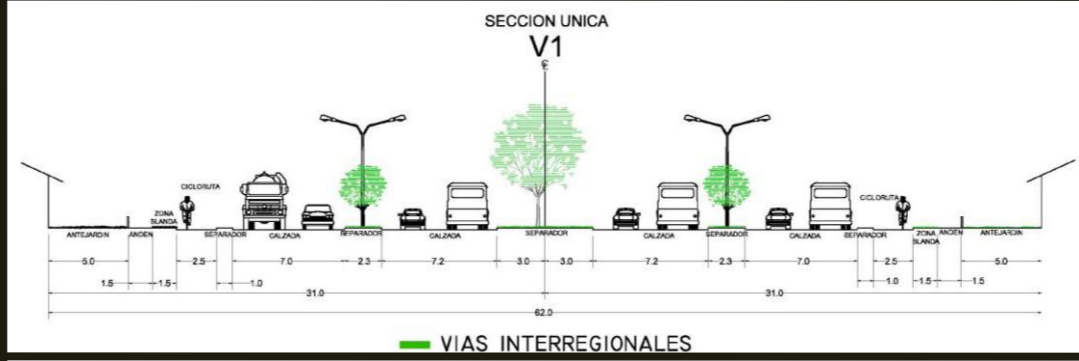 SECCION UNICA
V1
CICLORUTA
ZONA BLANDA
CICLORUTA
ANTEJARDIN ANDEN SEPARADOR CALZADA SEPARADOR CALZADA SEPARADOR CALZADA SEPARADOR CALZADA SEPARADOR ZONA BLANDA ANDEN ANTEJARDIN
5.0 2.5 7.0 2.3 7.2 3.0 3.0 7.2 2.3 7.0 2.5 5.0
1.5 1.5 1.0 1.0 1.5 1.5
31.0 31.0
62.0
VIAS INTERREGIONALES